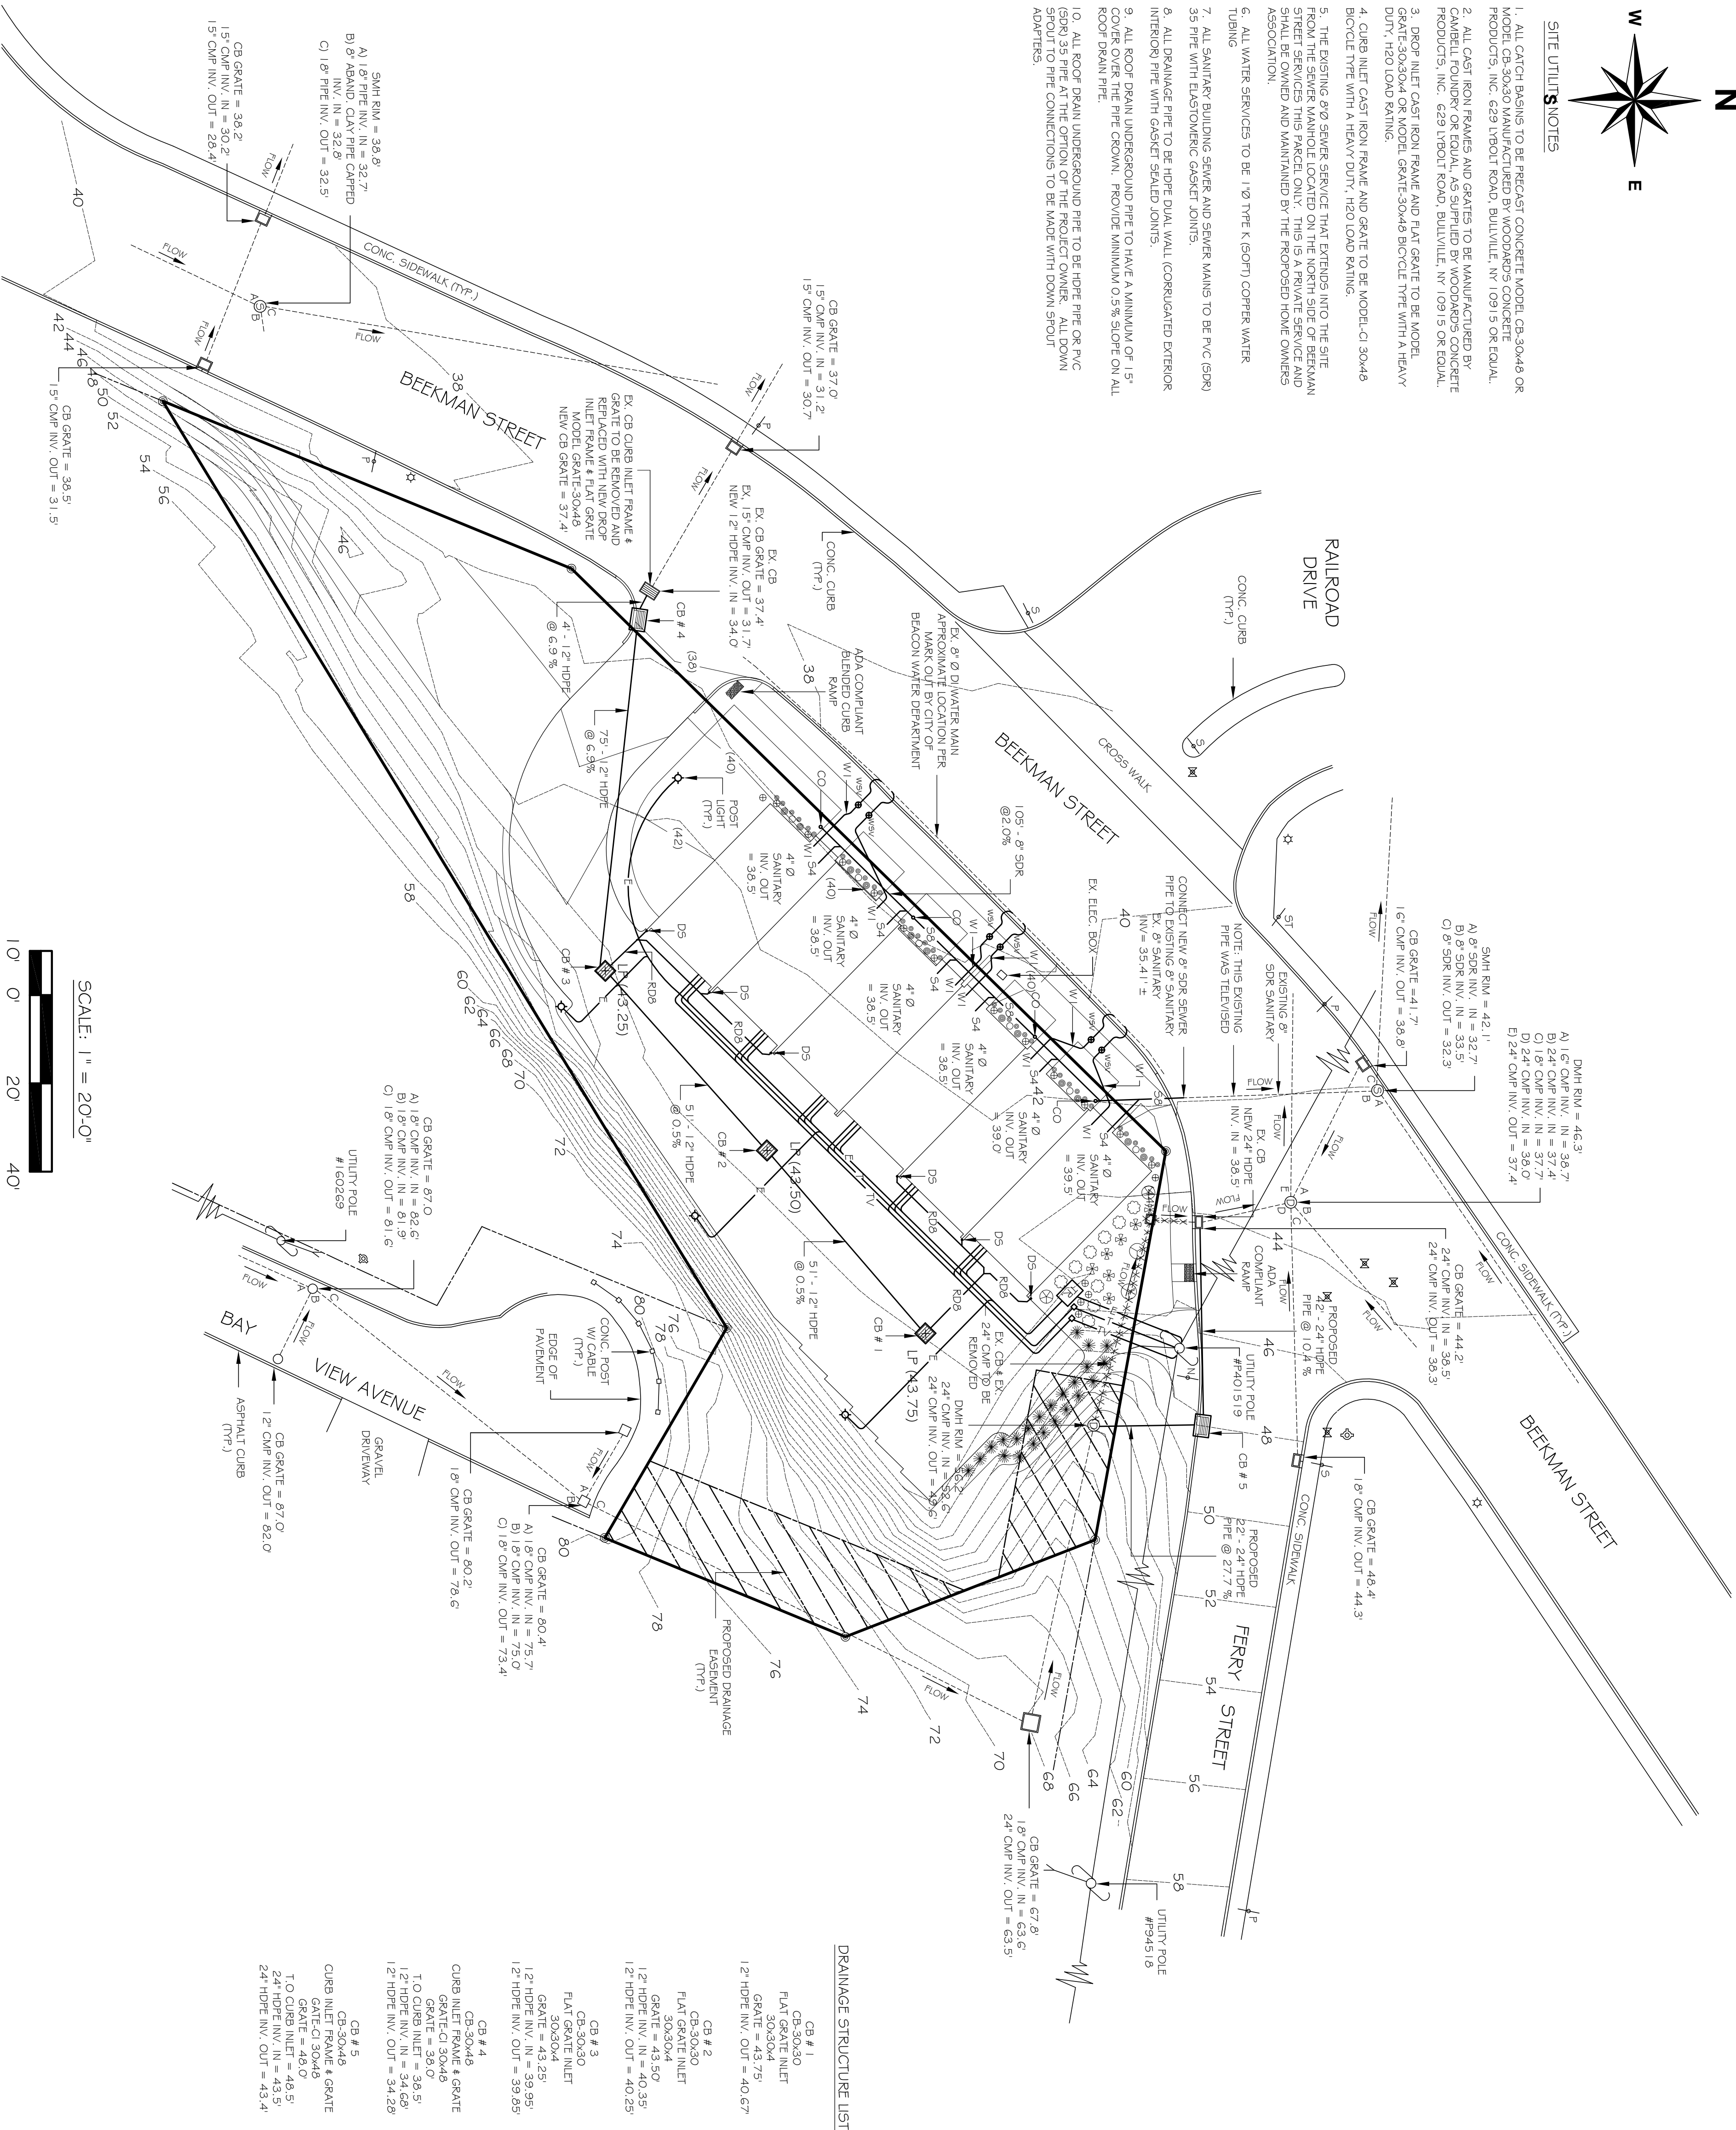 N
W
E
S
SITE UTILITY NOTES
1. ALL CATCH BASINS TO BE PRECAST CONCRETE MODEL CB-30x48 OR
MODEL CB-30x30 MANUFACTURED BY WOODARD'S CONCRETE
PRODUCTS, INC. 629 LYBOLT ROAD, BULLVILLE, NY 10915 OR EQUAL.
2. ALL CAST IRON FRAMES AND GRATES TO BE MANUFACTURED BY
CAMBELL FOUNDRY OR EQUAL, AS SUPPLIED BY WOODARD'S CONCRETE
PRODUCTS, INC. 629 LYBOLT ROAD, BULLVILLE, NY 10915 OR EQUAL.
3. DROP INLET CAST IRON FRAME AND FLAT GRATE TO BE MODEL
GRATE-30x30x4 OR MODEL GRATE-30x48 BICYCLE TYPE WITH A HEAVY
DUTY, H20 LOAD RATING.
4. CURB INLET CAST IRON FRAME AND GRATE TO BE MODEL-CI 30x48
BICYCLE TYPE WITH A HEAVY DUTY, H20 LOAD RATING.
5. THE EXISTING 8"Ø SEWER SERVICE THAT EXTENDS INTO THE SITE
FROM THE SEWER MANHOLE LOCATED ON THE NORTH SIDE OF BEEKMAN
STREET SERVICES THIS PARCEL ONLY. THIS IS A PRIVATE SERVICE AND
SHALL BE OWNED AND MAINTAINED BY THE PROPOSED HOME OWNERS
ASSOCIATION.
6. ALL WATER SERVICES TO BE 1"Ø TYPE K (SOFT) COPPER WATER
TUBING
7. ALL SANITARY BUILDING SEWER AND SEWER MAINS TO BE PVC (SDR)
35 PIPE WITH ELASTOMERIC GASKET JOINTS.
8. ALL DRAINAGE PIPE TO BE HDPE DUAL WALL (CORRUGATED EXTERIOR
INTERIOR) PIPE WITH GASKET SEALED JOINTS.
9. ALL ROOF DRAIN UNDERGROUND PIPE TO HAVE A MINIMUM OF 15"
COVER OVER THE PIPE CROWN. PROVIDE MINIMUM 0.5% SLOPE ON ALL
ROOF DRAIN PIPE.
10. ALL ROOF DRAIN UNDERGROUND PIPE TO BE HDPE PIPE OR PVC
(SDR) 35 PIPE AT THE OPTION OF THE PROJECT OWNER. ALL DOWN
SPOUT TO PIPE CONNECTIONS TO BE MADE WITH DOWN SPOUT
ADAPTERS.
RAILROAD
DRIVE
CONC. CURB
(TYP.)
CONC. CURB
(TYP.)
CROSS WALK
BEEKMAN STREET
BEEKMAN STREET
BEEKMAN STREET
CONC. SIDEWALK (TYP.)
CONC. SIDEWALK (TYP.)
CONC. SIDEWALK
FERRY
STREET
DMH RIM = 46.3'
A) 16" CMP INV. IN = 38.7'
B) 24" CMP INV. IN = 37.4'
C) 18" CMP INV. IN = 37.7'
D) 24" CMP INV. IN = 38.0'
E) 24" CMP INV. OUT = 37.4'
SMH RIM = 42.1'
A) 8" SDR INV. IN = 32.7'
B) 8" SDR INV. IN = 33.5'
C) 8" SDR INV. OUT = 32.3'
CB GRATE =41.7'
16" CMP INV. OUT = 38.8'
EXISTING 8"
SDR SANITARY
NOTE: THIS EXISTING
PIPE WAS TELEVISED
CONNECT NEW 8" SDR SEWER
PIPE TO EXISTING 8" SANITARY
EX. 8" SANITARY
INV= 35.41' ±
EX. CB
NEW 24" HDPE
INV. IN = 38.5'
CB GRATE = 44.2'
24" CMP INV. IN = 38.5'
24" CMP INV. OUT = 38.3'
ADA
COMPLIANT
RAMP
PROPOSED
42' - 24" HDPE
PIPE @ 10.4 %
UTILITY POLE
#P401519
CB # 5
CB GRATE = 48.4'
18" CMP INV. OUT = 44.3'
PROPOSED
22' - 24" HDPE
PIPE @ 27.7 %
DMH RIM = 56.2'
24" CMP INV. IN = 52.6'
24" CMP INV. OUT = 49.6'
EX. CB & EX.
24" CMP TO BE
REMOVED
EX. ELEC. BOX
105' - 8" SDR
@2.0%
EX. 8" Ø DI WATER MAIN
APPROXIMATE LOCATION PER
MARK OUT BY CITY OF
BEACON WATER DEPARTMENT
ADA COMPLIANT
BLENDED CURB
RAMP
CB GRATE = 37.0'
15" CMP INV. IN = 31.2'
15" CMP INV. OUT = 30.7'
EX. CB
EX. CB GRATE = 37.4'
EX. 15" CMP INV. OUT = 31.7'
NEW 12" HDPE INV. IN = 34.0'
EX. CB CURB INLET FRAME &
GRATE TO BE REMOVED AND
REPLACED WITH NEW DROP
INLET FRAME & FLAT GRATE
MODEL GRATE-30x48
NEW CB GRATE = 37.4'
CB # 4
4' - 12" HDPE
@ 6.9 %
75' - 12" HDPE
@ 6.9%
POST
LIGHT
(TYP.)
4" Ø
SANITARY
INV. OUT
= 38.5'
4" Ø
SANITARY
INV. OUT
= 38.5'
4" Ø
SANITARY
INV. OUT
= 38.5'
4" Ø
SANITARY
INV. OUT
= 38.5'
4" Ø
SANITARY
INV. OUT
= 39.0'
4" Ø
SANITARY
INV. OUT
= 39.5'
CB # 3
LP (43.25)
51' - 12" HDPE
@ 0.5%
CB # 2
LP (43.50)
51' - 12" HDPE
@ 0.5%
CB # 1
LP (43.75)
CB GRATE = 38.2'
15" CMP INV. IN = 30.2'
15" CMP INV. OUT = 28.4'
SMH RIM = 38.8'
A) 18" PIPE INV. IN = 32.7'
B) 8" ABAND. CLAY PIPE CAPPED
INV. IN = 32.8'
C) 18" PIPE INV. OUT = 32.5'
CB GRATE = 38.5'
15" CMP INV. OUT = 31.5'
CB GRATE = 87.0
A) 18" CMP INV. IN = 82.6'
B) 18" CMP INV. IN = 81.9'
C) 18" CMP INV. OUT = 81.6'
UTILITY POLE
#160269
BAY
VIEW AVENUE
CONC. POST
W/ CABLE
(TYP.)
EDGE OF
PAVEMENT
GRAVEL
DRIVEWAY
ASPHALT CURB
(TYP.)
CB GRATE = 87.0'
12" CMP INV. OUT = 82.0'
CB GRATE = 80.2'
18" CMP INV. OUT = 78.6'
CB GRATE = 80.4'
A) 18" CMP INV. IN = 75.7'
B) 18" CMP INV. IN = 75.0'
C) 18" CMP INV. OUT = 73.4'
PROPOSED DRAINAGE
EASEMENT
(TYP.)
CB GRATE = 67.8'
18" CMP INV. IN = 63.6'
24" CMP INV. OUT = 63.5'
UTILITY POLE
#P94518
SCALE: 1" = 20'-0"
10' 0' 20' 40'
DRAINAGE STRUCTURE LIST
CB # 1
CB-30x30
FLAT GRATE INLET
30x30x4
GRATE = 43.75'
12" HDPE INV. OUT = 40.67'
CB # 2
CB-30x30
FLAT GRATE INLET
30x30x4
GRATE = 43.50'
12" HDPE INV. IN = 40.35'
12" HDPE INV. OUT = 40.25'
CB # 3
CB-30x30
FLAT GRATE INLET
30x30x4
GRATE = 43.25'
12" HDPE INV. IN = 39.95'
12" HDPE INV. OUT = 39.85'
CB # 4
CB-30x48
CURB INLET FRAME & GRATE
GRATE-CI 30x48
GRATE = 38.0'
T.O CURB INLET = 38.5'
12" HDPE INV. IN = 34.68'
12" HDPE INV. OUT = 34.28'
CB # 5
CB-30x48
CURB INLET FRAME & GRATE
GATE-CI 30x48
GRATE = 48.0'
T.O CURB INLET = 48.5'
24" HDPE INV. IN = 43.5'
24" HDPE INV. OUT = 43.4'